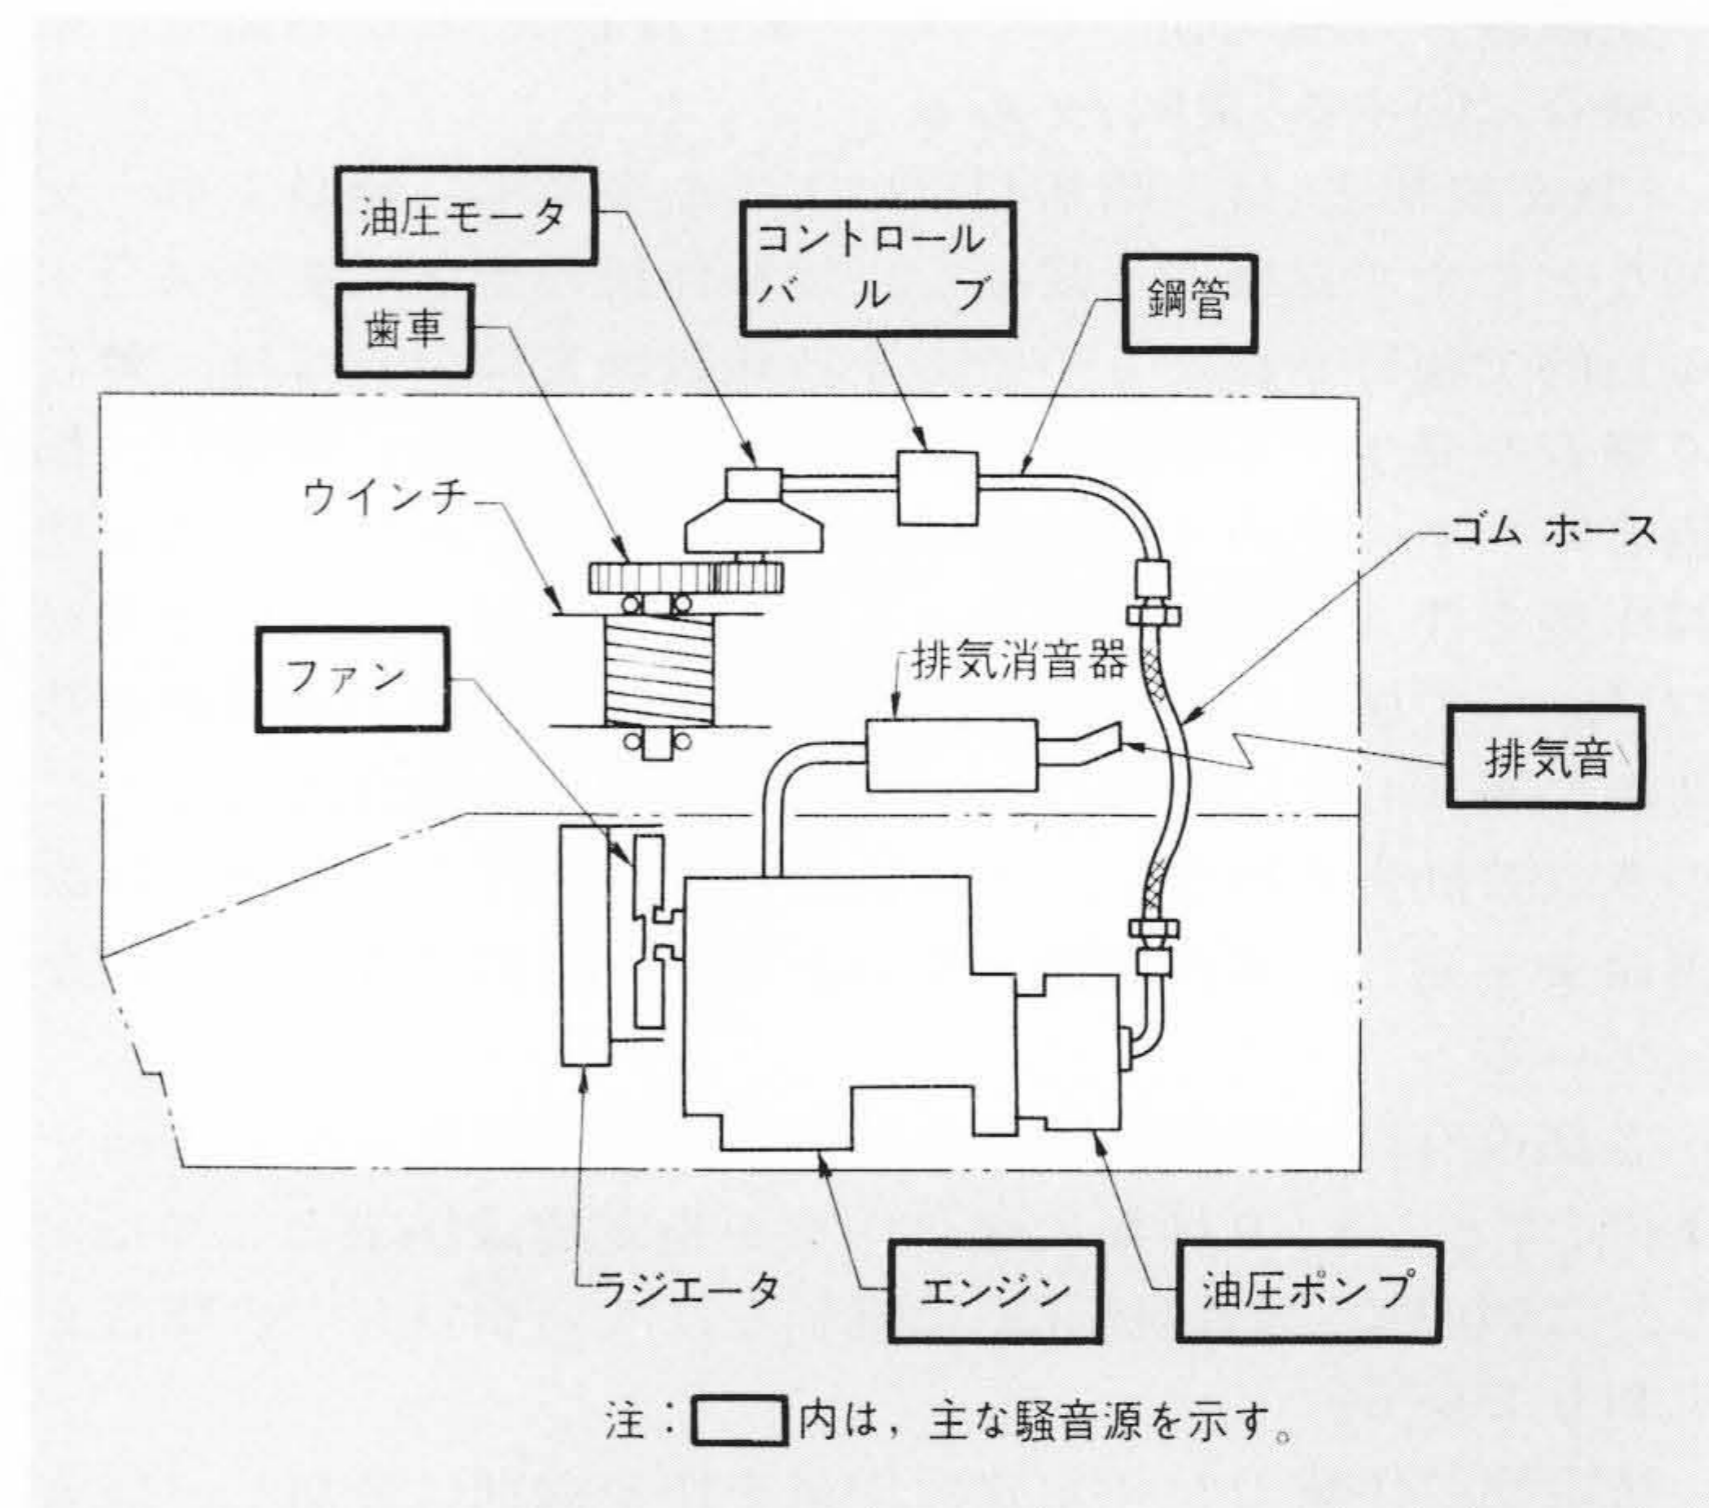 油圧モータ
コントロール
バルブ
鋼管
歯車
ウインチ
ゴム ホース
ファン
排気消音器
排気音
ラジエータ
エンジン
油圧ポンプ
注：内は，主な騒音源を示す。